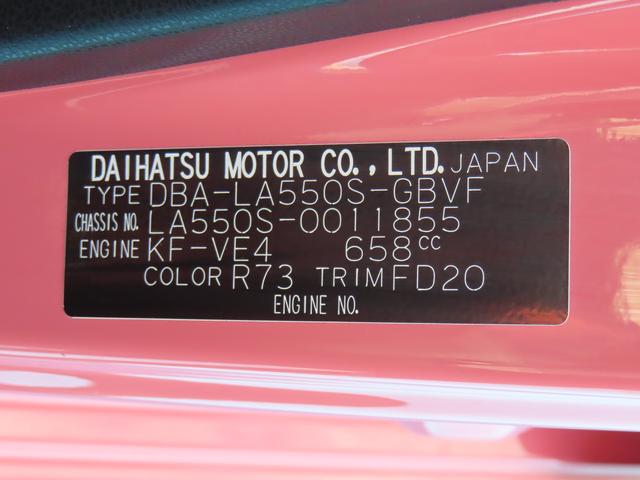 DAIHATSU MOTOR CO., LTD. JAPAN
TYPE DBA-LA550S-GBVF
CHASSIS NO. LA550S-0011855
ENGINE KF-VE4 658cc
COLOR R73 TRIM FD20
ENGINE NO.